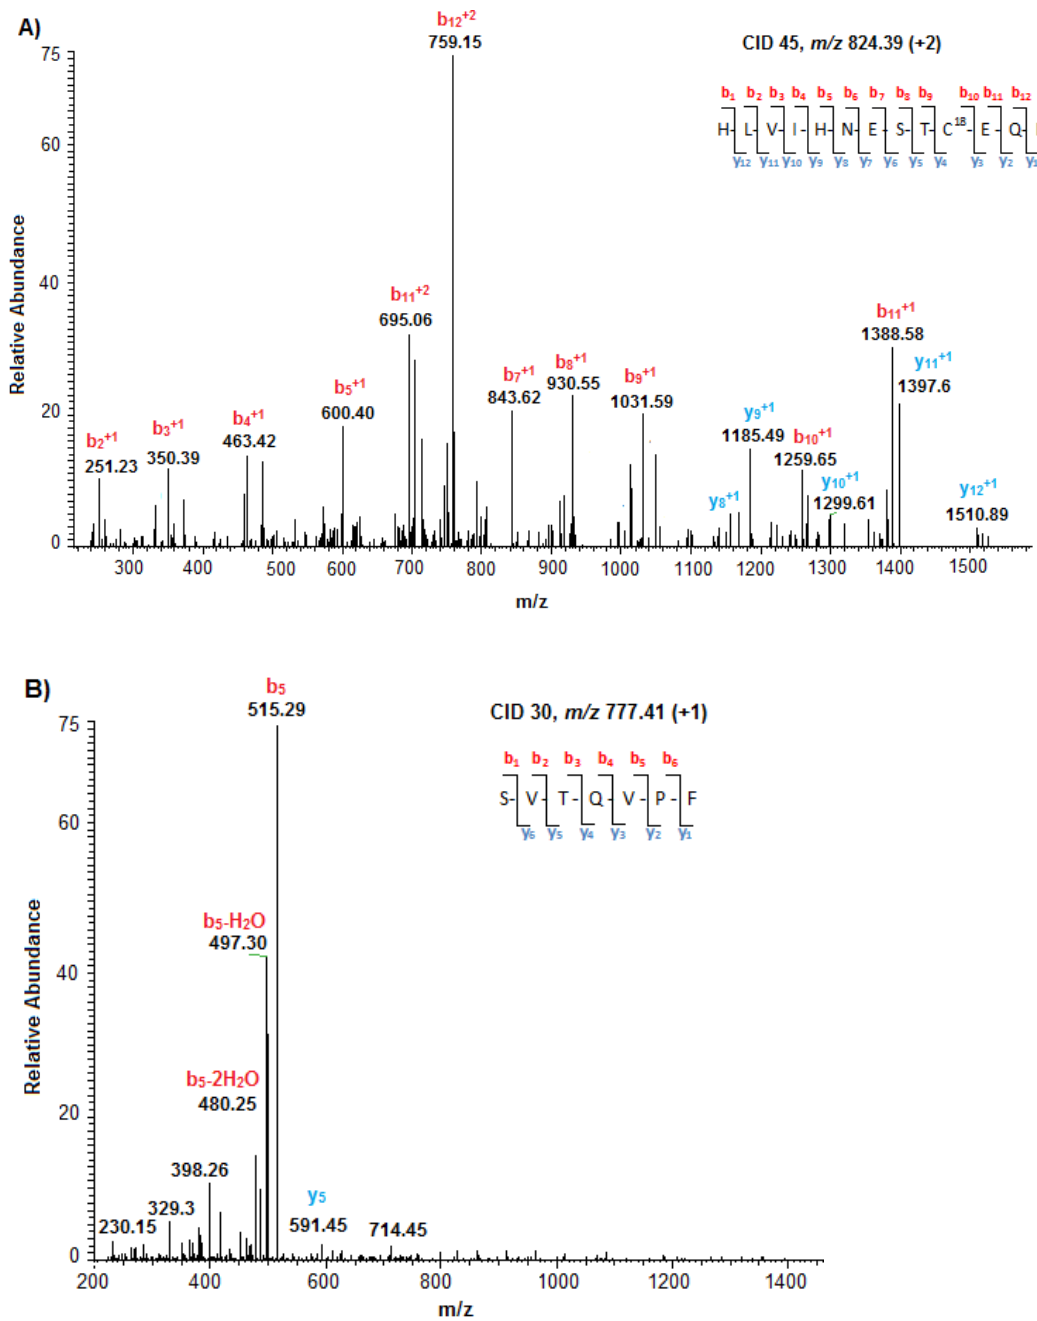 A)
b12+2
759.15
CID 45, m/z 824.39 (+2)
b1 b2 b3 b4 b5 b6 b7 b8 b9 b10 b11 b12
H-L-V-I-H-N-E-S-T-C1B-E-Q-
y12 y11 y10 y9 y8 y7 y6 y5 y4 y3 y2 y1
75
60
40
20
0
Relative Abundance
b11+2
695.06
b11+1
1388.58
y11+1
1397.6
b8+1
930.55
b7+1
843.62
b9+1
1031.59
b5+1
600.40
b4+1
463.42
b3+1
350.39
b2+1
251.23
y9+1
1185.49
b10+1
1259.65
y10+1
1299.61
y8+1
y12+1
1510.89
300 400 500 600 700 800 900 1000 1100 1200 1300 1400 1500
m/z
B)
b5
515.29
CID 30, m/z 777.41 (+1)
b1 b2 b3 b4 b5 b6
S-V-T-Q-V-P-F
y6 y5 y4 y3 y2 y1
75
60
40
20
0
Relative Abundance
b5-H2O
497.30
b5-2H2O
480.25
398.26
329.3
230.15
y5
591.45
714.45
200 400 600 800 1000 1200 1400
m/z